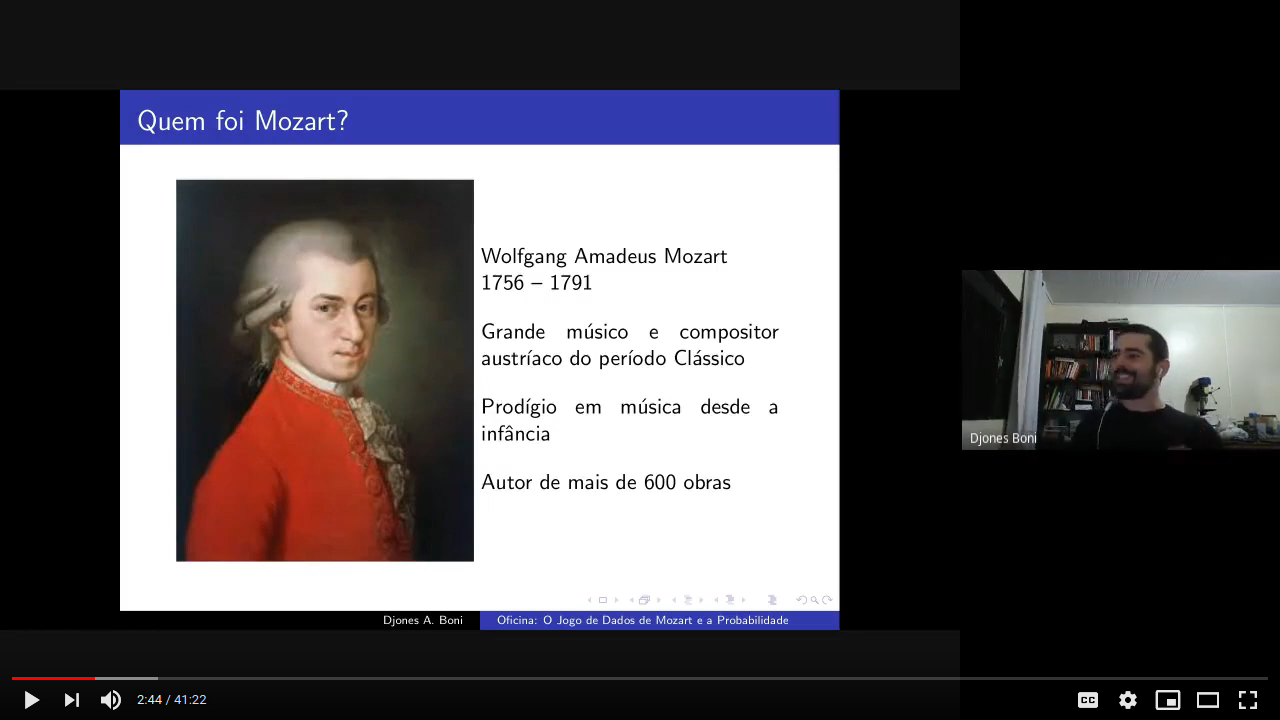 Quem foi Mozart?
Wolfgang Amadeus Mozart
1756 – 1791
Grande músico e compositor
austríaco do período Clássico
Prodígio em música desde a
infância
Autor de mais de 600 obras
Djones Boni
Djones A. Boni
Oficina: O Jogo de Dados de Mozart e a Probabilidade
2:44 / 41:22
CC